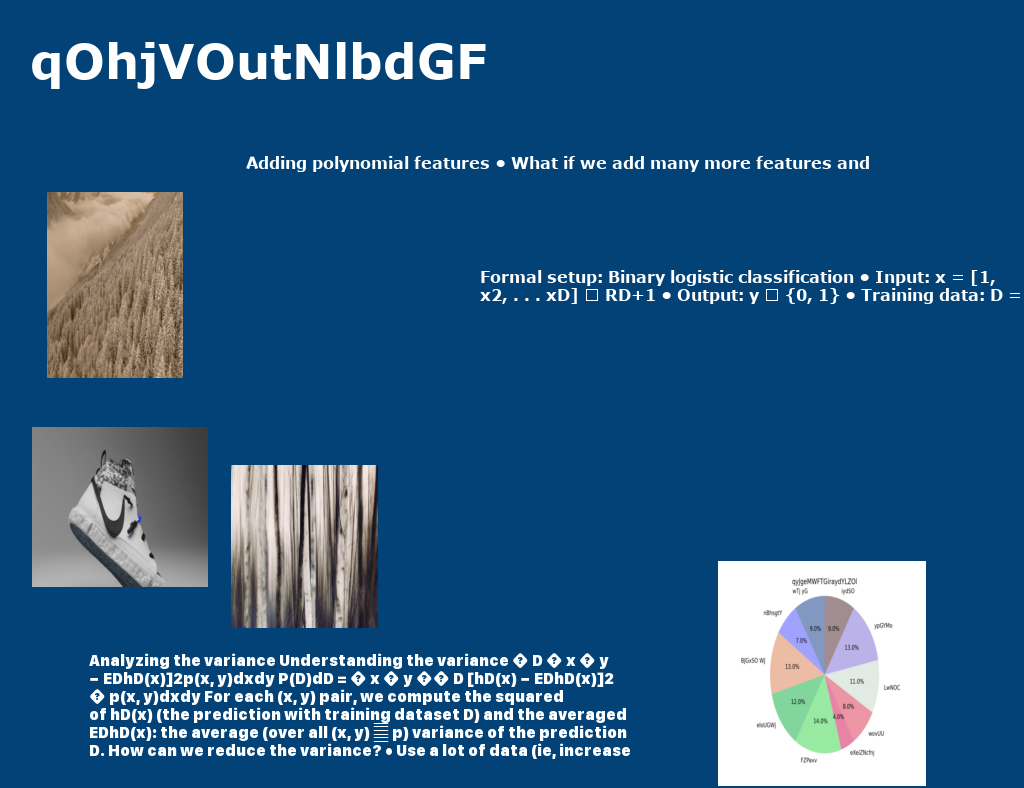 qOhjVOutNlbdGF
Adding polynomial features • What if we add many more features and
Formal setup: Binary logistic classification • Input: x = [1,
x2, . . . xD] □ RD+1 • Output: y □ {0, 1} • Training data: D =
Analyzing the variance Understanding the variance � D � x � y
− EDhD(x)]2p(x, y)dxdy P(D)dD = � x � y �� D [hD(x) − EDhD(x)]2
� p(x, y)dxdy For each (x, y) pair, we compute the squared
of hD(x) (the prediction with training dataset D) and the averaged
EDhD(x): the average (over all (x, y) p) variance of the prediction
D. How can we reduce the variance? • Use a lot of data (ie, increase
qyJgeMWFTGiraydYLZOl
wTj yG
iydSO
nBhsgtY
ypGYMo
9.0%
9.0%
7.0%
13.0%
BJGxSO WJ
13.0%
11.0%
LwNOC
12.0%
8.0%
14.0%
4.0%
eIoUGWj
wovUU
eXeiZNcfnj
FZPavv